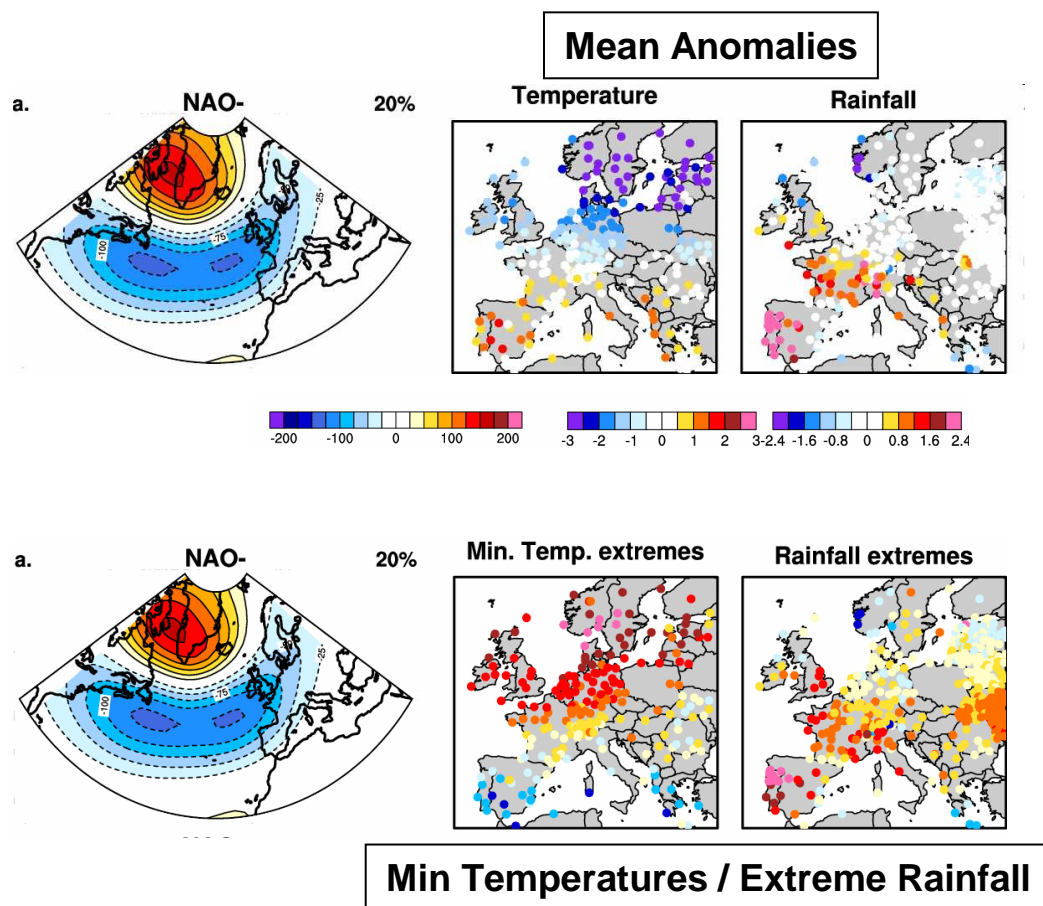 Mean Anomalies
a. NAO- 20%
Temperature
Rainfall
-100
-75
-50
-25
-200 -100 0 100 200
-3 -2 -1 0 1 2 3
-2.4 -1.6 -0.8 0 0.8 1.6 2.4
a. NAO- 20%
Min. Temp. extremes
Rainfall extremes
-100
-75
-50
-25
Min Temperatures / Extreme Rainfall